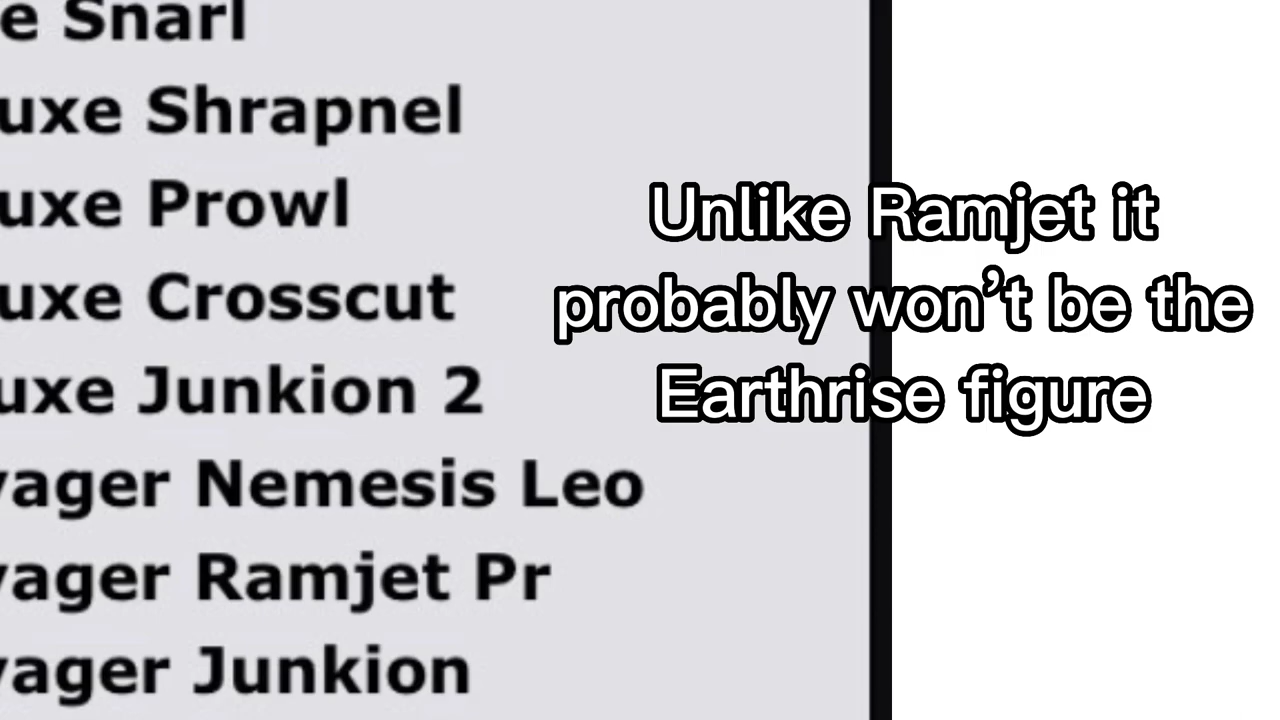 e Snarl
uxe Shrapnel
uxe Prowl
uxe Crosscut
uxe Junkion 2
yager Nemesis Leo
yager Ramjet Pr
yager Junkion
Unlike Ramjet it
probably won’t be the
Earthrise figure